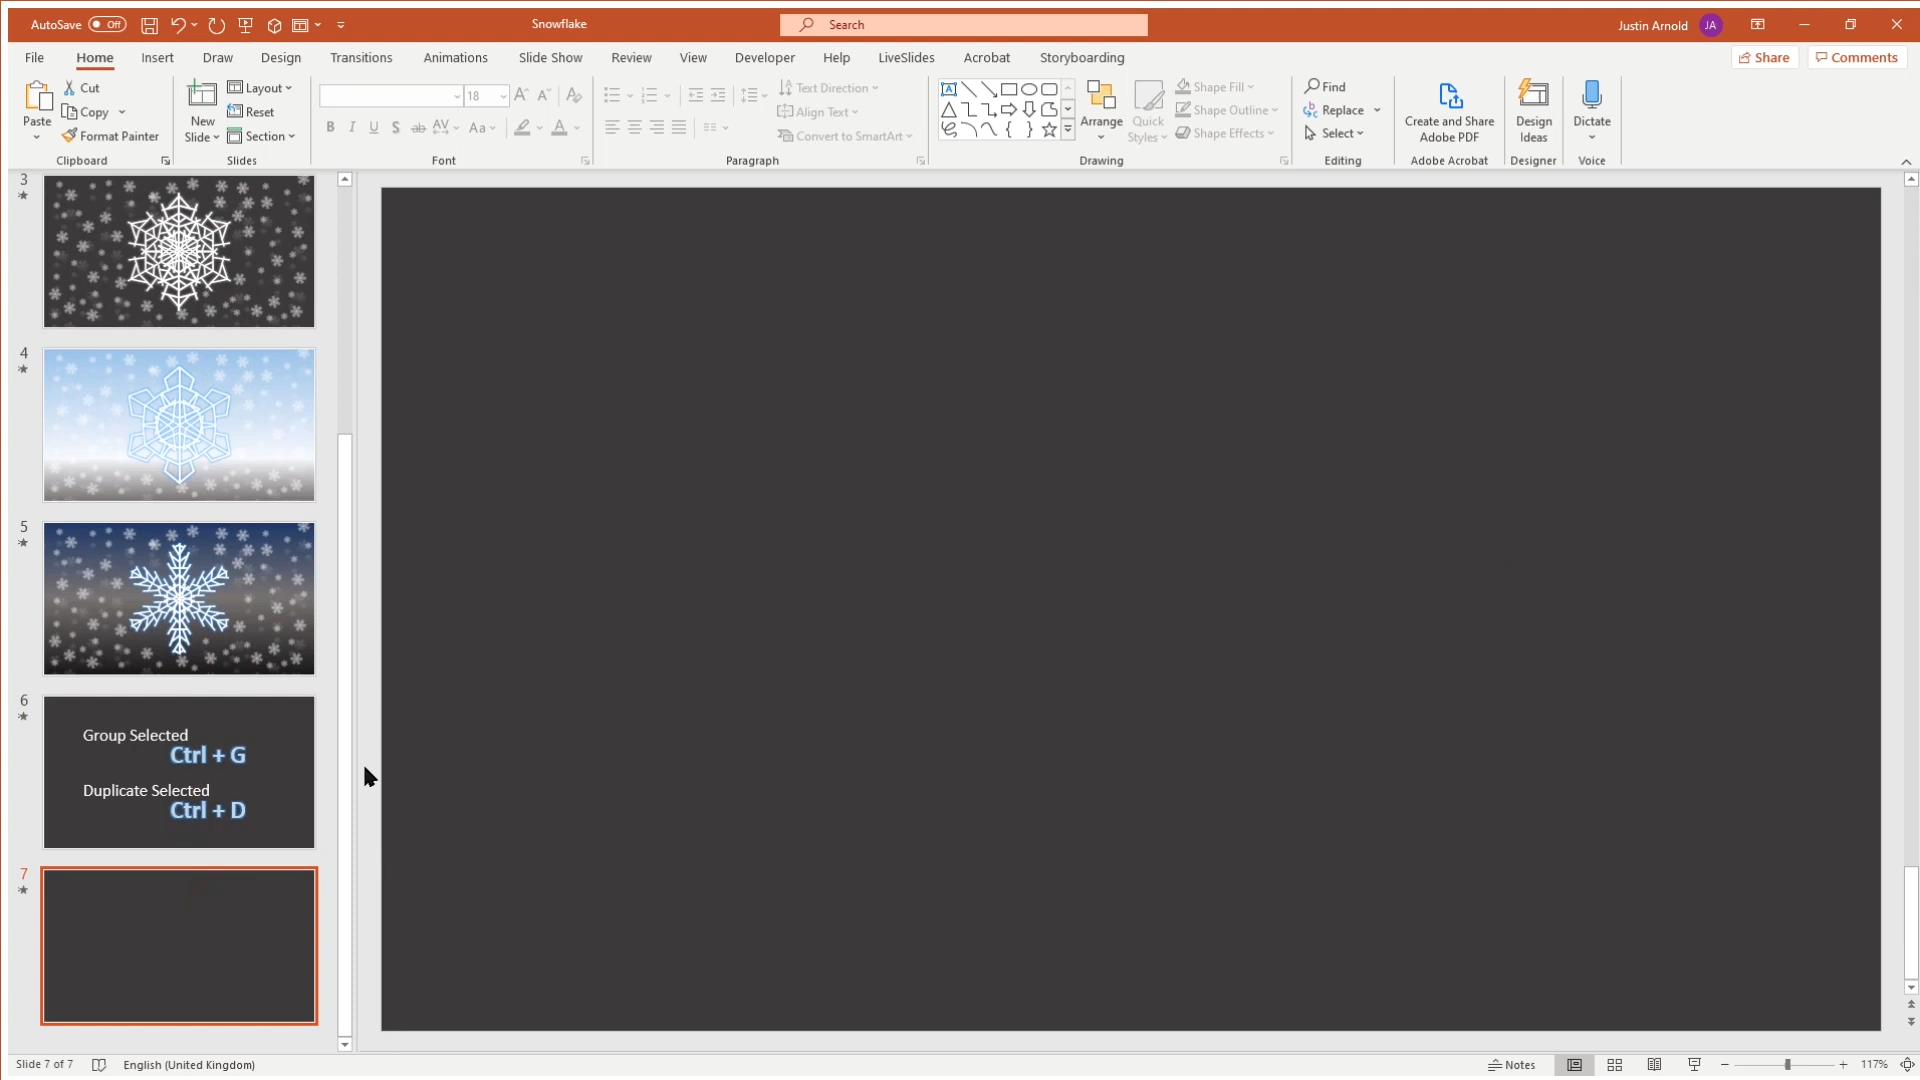 AutoSave Off Snowflake Search Justin Arnold JA
File Home Insert Draw Design Transitions Animations Slide Show Review View Developer Help LiveSlides Acrobat Storyboarding Share Comments
Paste
Cut
Copy
Format Painter
Clipboard
New
Slide
Layout
Reset
Section
Slides
18
B I U S ab AV Aa A
Font
Text Direction
Align Text
Convert to SmartArt
Paragraph
Arrange
Quick
Styles
Shape Fill
Shape Outline
Shape Effects
Drawing
Find
Replace
Select
Editing
Create and Share
Adobe PDF
Adobe Acrobat
Design
Ideas
Designer
Dictate
Voice
3
4
5
6
Group Selected
Ctrl + G
Duplicate Selected
Ctrl + D
7
Slide 7 of 7 English (United Kingdom) Notes 117%